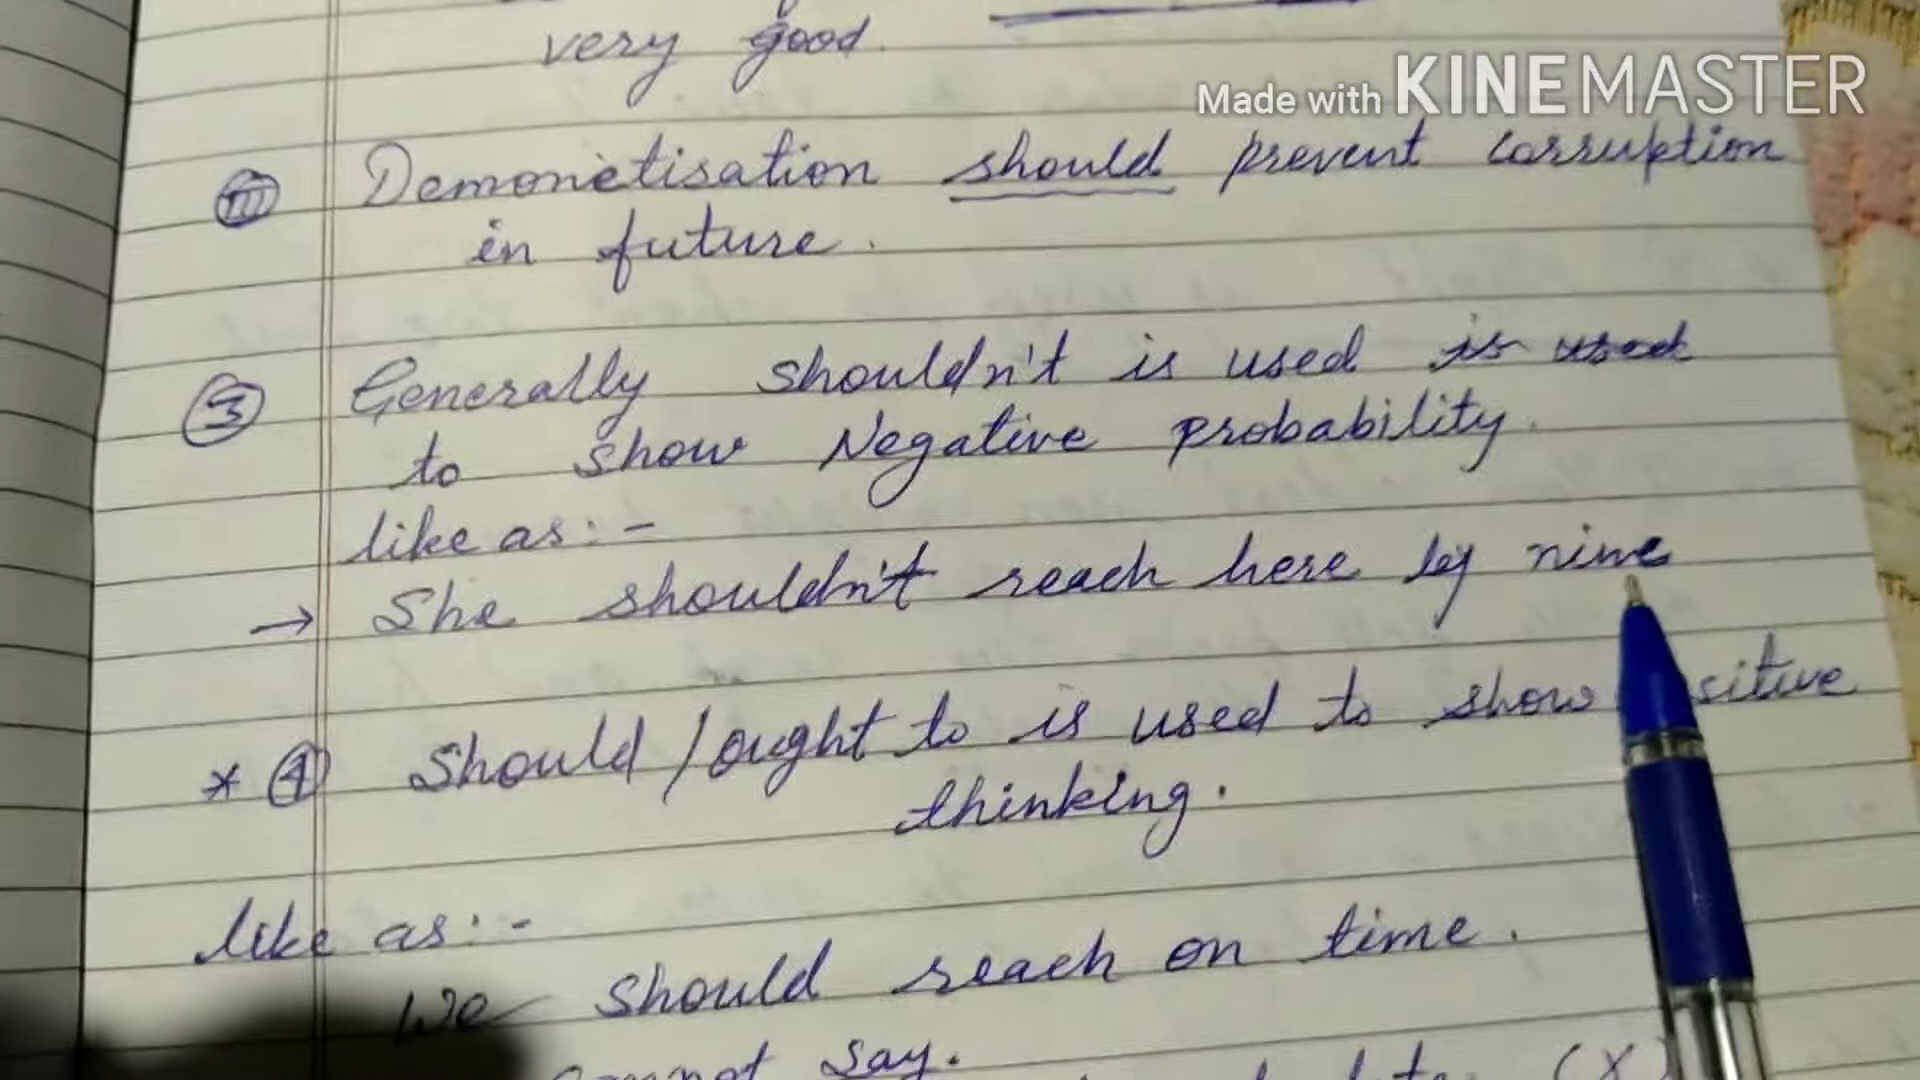 very good.
Made with KINEMASTER
(iii) Demonetisation should prevent corruption
in future.
(3) Generally shouldn't is used is used
to show Negative probability.
like as:-
→ She shouldn't reach here by nine
* (4) Should/ought to is used to show sitive
thinking.
like as:-
We should reach on time.
cannot say.
(X)